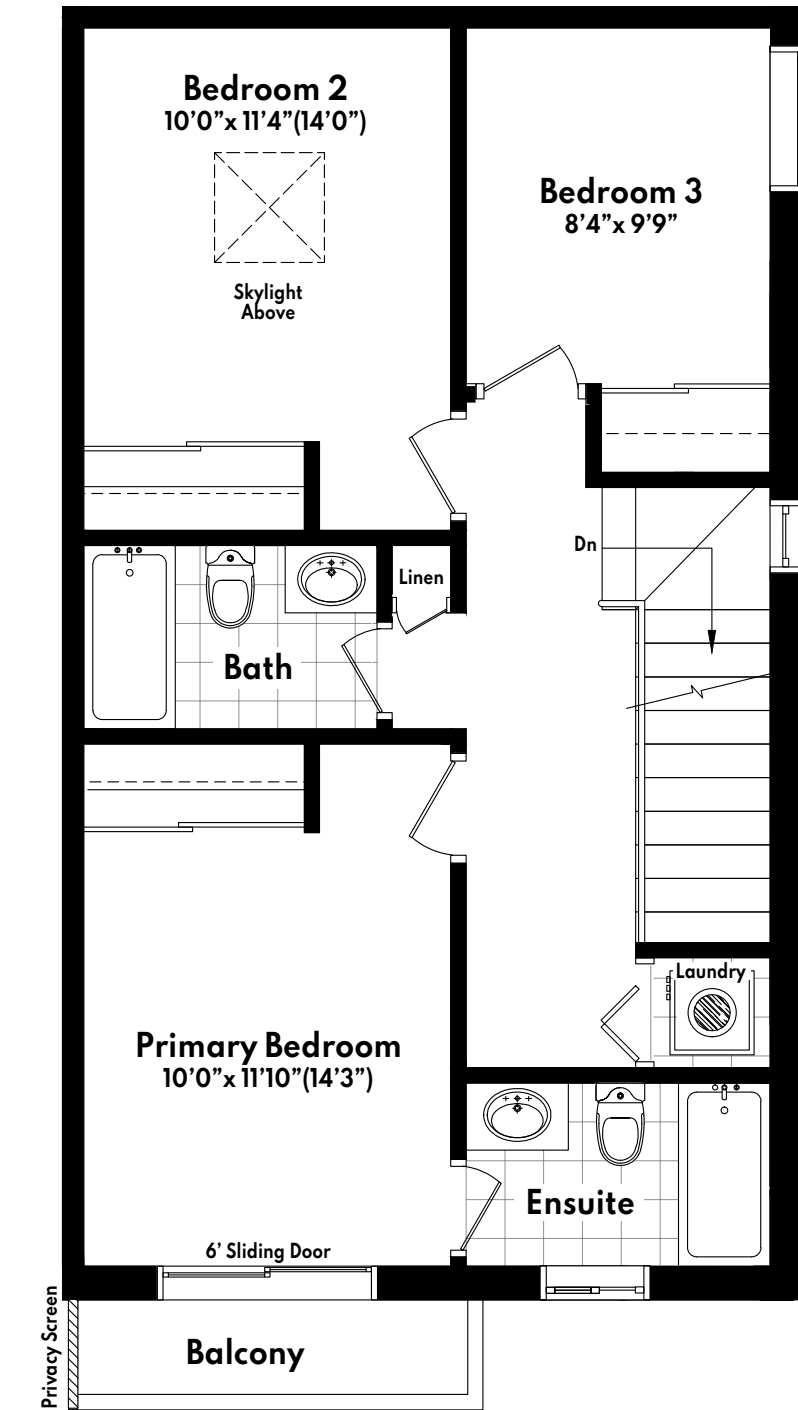 Bedroom 2
10’0”x 11’4”(14’0”)
Skylight
Above
Bedroom 3
8’4”x 9’9”
Dn
Linen
Bath
Laundry
Primary Bedroom
10’0”x 11’10”(14’3”)
Ensuite
6’ Sliding Door
Privacy Screen
Balcony